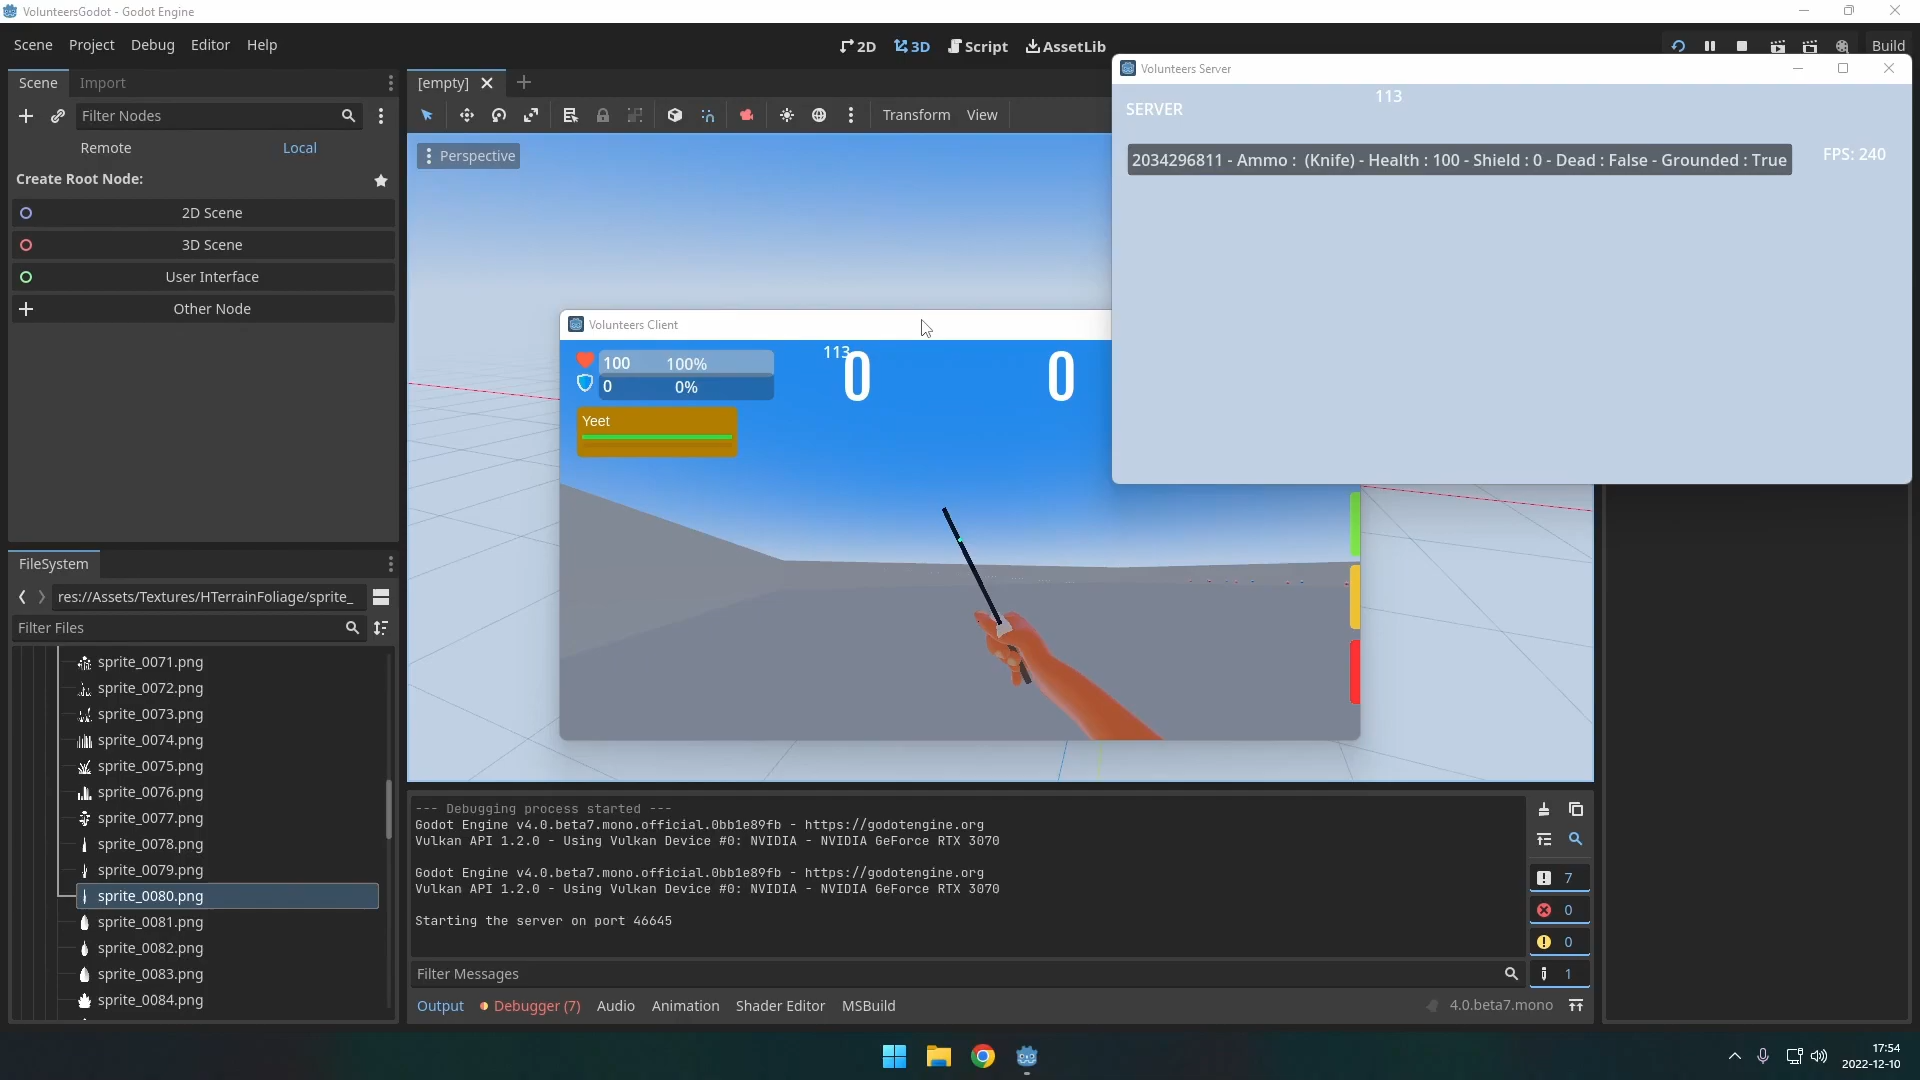 VolunteersGodot - Godot Engine
Scene Project Debug Editor Help
2D 3D Script AssetLib
Build
Scene Import
[empty]
Filter Nodes
Transform View
Remote Local
Perspective
Create Root Node:
2D Scene
3D Scene
User Interface
Other Node
Volunteers Server
113
SERVER
2034296811 - Ammo : (Knife) - Health : 100 - Shield : 0 - Dead : False - Grounded : True
FPS: 240
Volunteers Client
100 100%
0 0%
113
0 0
Yeet
FileSystem
res://Assets/Textures/HTerrainFoliage/sprite_
Filter Files
sprite_0071.png
sprite_0072.png
sprite_0073.png
sprite_0074.png
sprite_0075.png
sprite_0076.png
sprite_0077.png
sprite_0078.png
sprite_0079.png
sprite_0080.png
sprite_0081.png
sprite_0082.png
sprite_0083.png
sprite_0084.png
--- Debugging process started ---
Godot Engine v4.0.beta7.mono.official.0bb1e89fb - https://godotengine.org
Vulkan API 1.2.0 - Using Vulkan Device #0: NVIDIA - NVIDIA GeForce RTX 3070
Godot Engine v4.0.beta7.mono.official.0bb1e89fb - https://godotengine.org
Vulkan API 1.2.0 - Using Vulkan Device #0: NVIDIA - NVIDIA GeForce RTX 3070
Starting the server on port 46645
7
0
0
1
Filter Messages
Output Debugger (7) Audio Animation Shader Editor MSBuild
4.0.beta7.mono
17:54
2022-12-10